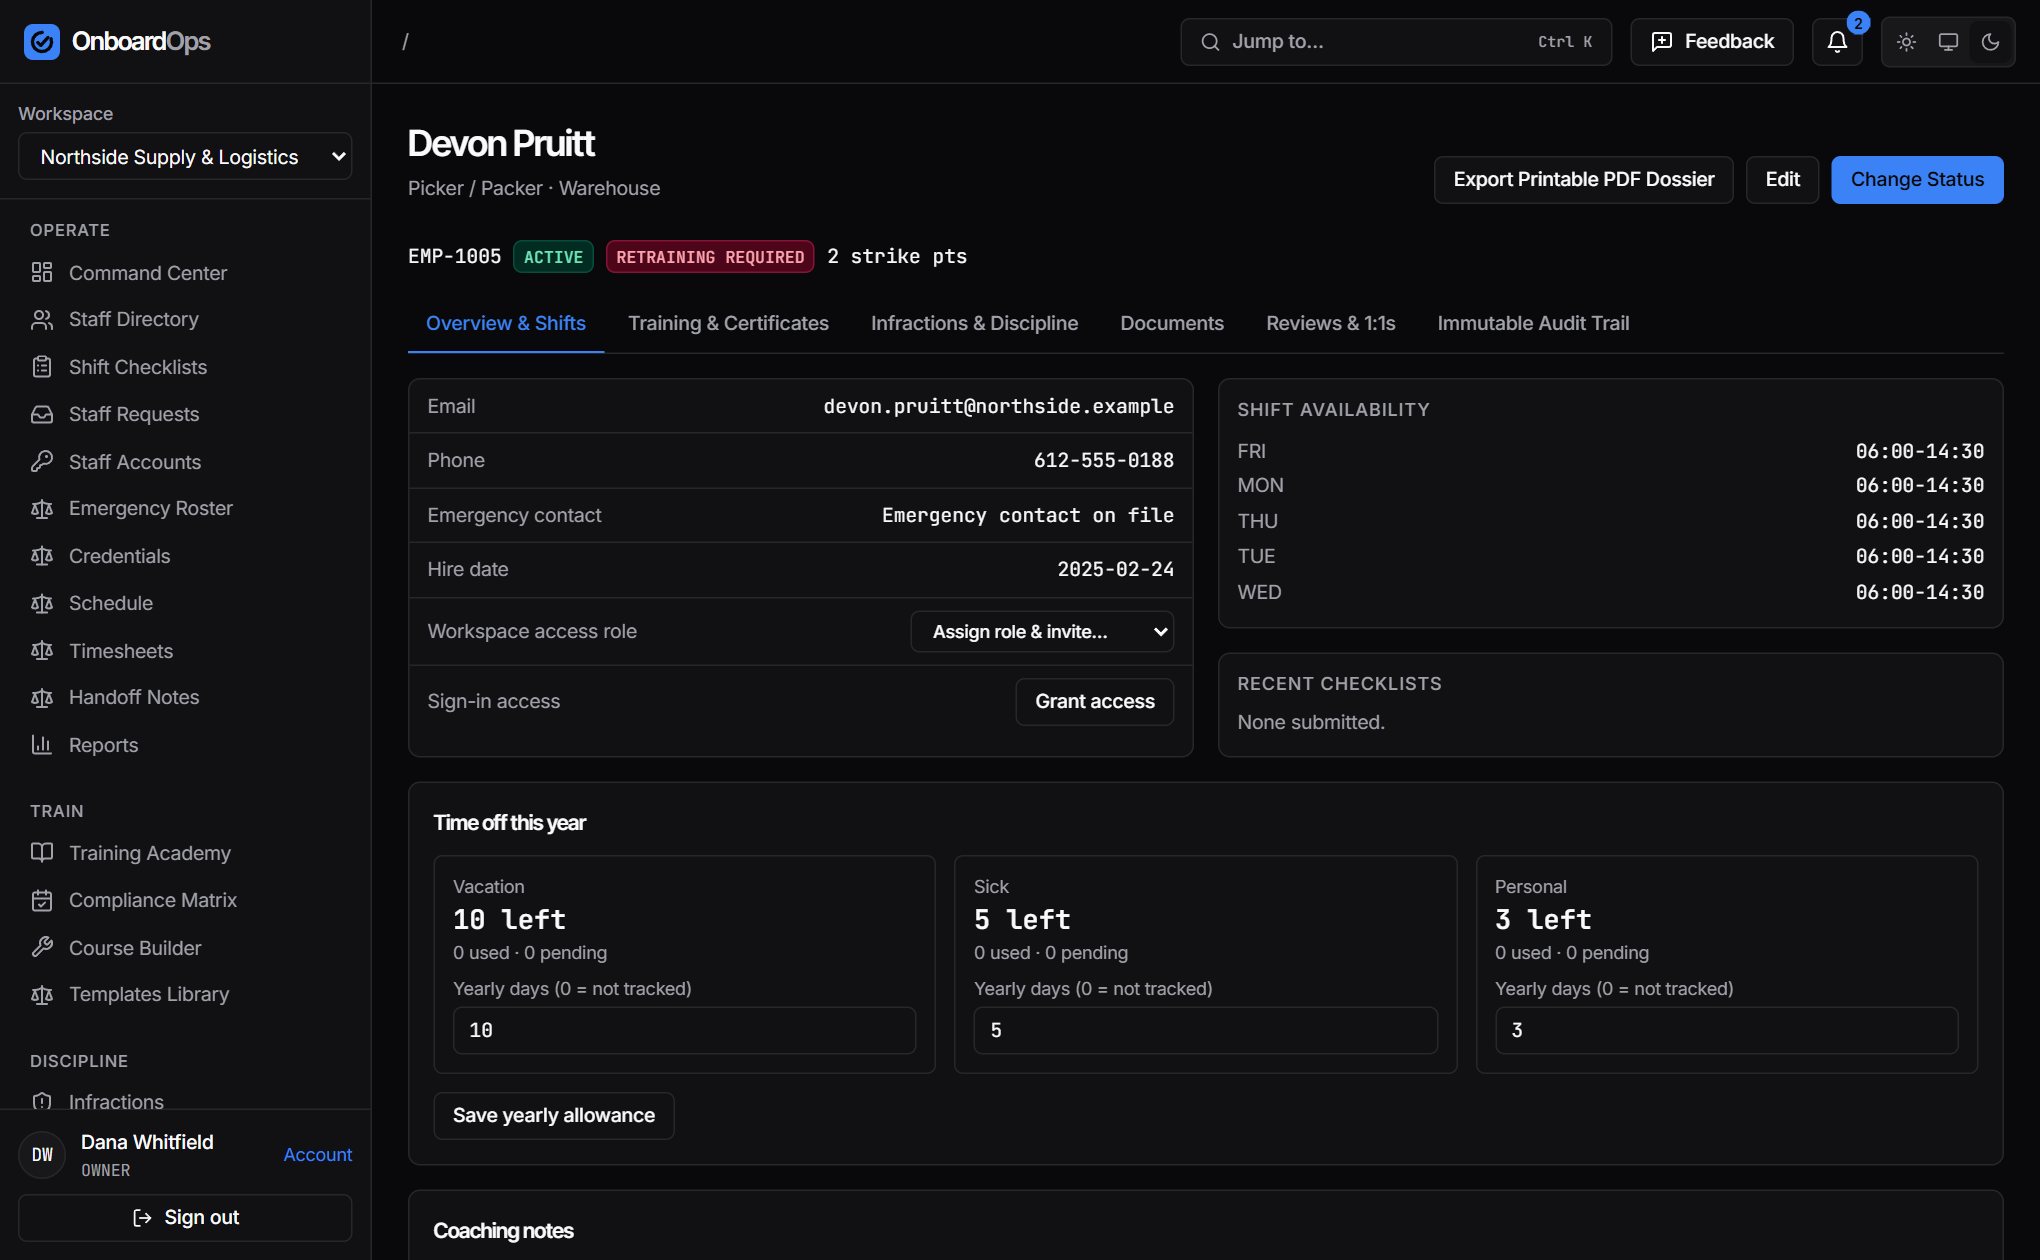 OnboardOps
/
Jump to...
Ctrl K
Feedback
2
Workspace
Northside Supply & Logistics
OPERATE
Command Center
Staff Directory
Shift Checklists
Staff Requests
Staff Accounts
Emergency Roster
Credentials
Schedule
Timesheets
Handoff Notes
Reports
TRAIN
Training Academy
Compliance Matrix
Course Builder
Templates Library
DISCIPLINE
Infractions
DW
Dana Whitfield
OWNER
Account
Sign out
Devon Pruitt
Picker / Packer · Warehouse
Export Printable PDF Dossier
Edit
Change Status
EMP-1005 ACTIVE RETRAINING REQUIRED 2 strike pts
Overview & Shifts
Training & Certificates
Infractions & Discipline
Documents
Reviews & 1:1s
Immutable Audit Trail
Email devon.pruitt@northside.example
Phone 612-555-0188
Emergency contact Emergency contact on file
Hire date 2025-02-24
Workspace access role Assign role & invite...
Sign-in access Grant access
SHIFT AVAILABILITY
FRI 06:00-14:30
MON 06:00-14:30
THU 06:00-14:30
TUE 06:00-14:30
WED 06:00-14:30
RECENT CHECKLISTS
None submitted.
Time off this year
Vacation
10 left
0 used · 0 pending
Yearly days (0 = not tracked)
10
Sick
5 left
0 used · 0 pending
Yearly days (0 = not tracked)
5
Personal
3 left
0 used · 0 pending
Yearly days (0 = not tracked)
3
Save yearly allowance
Coaching notes